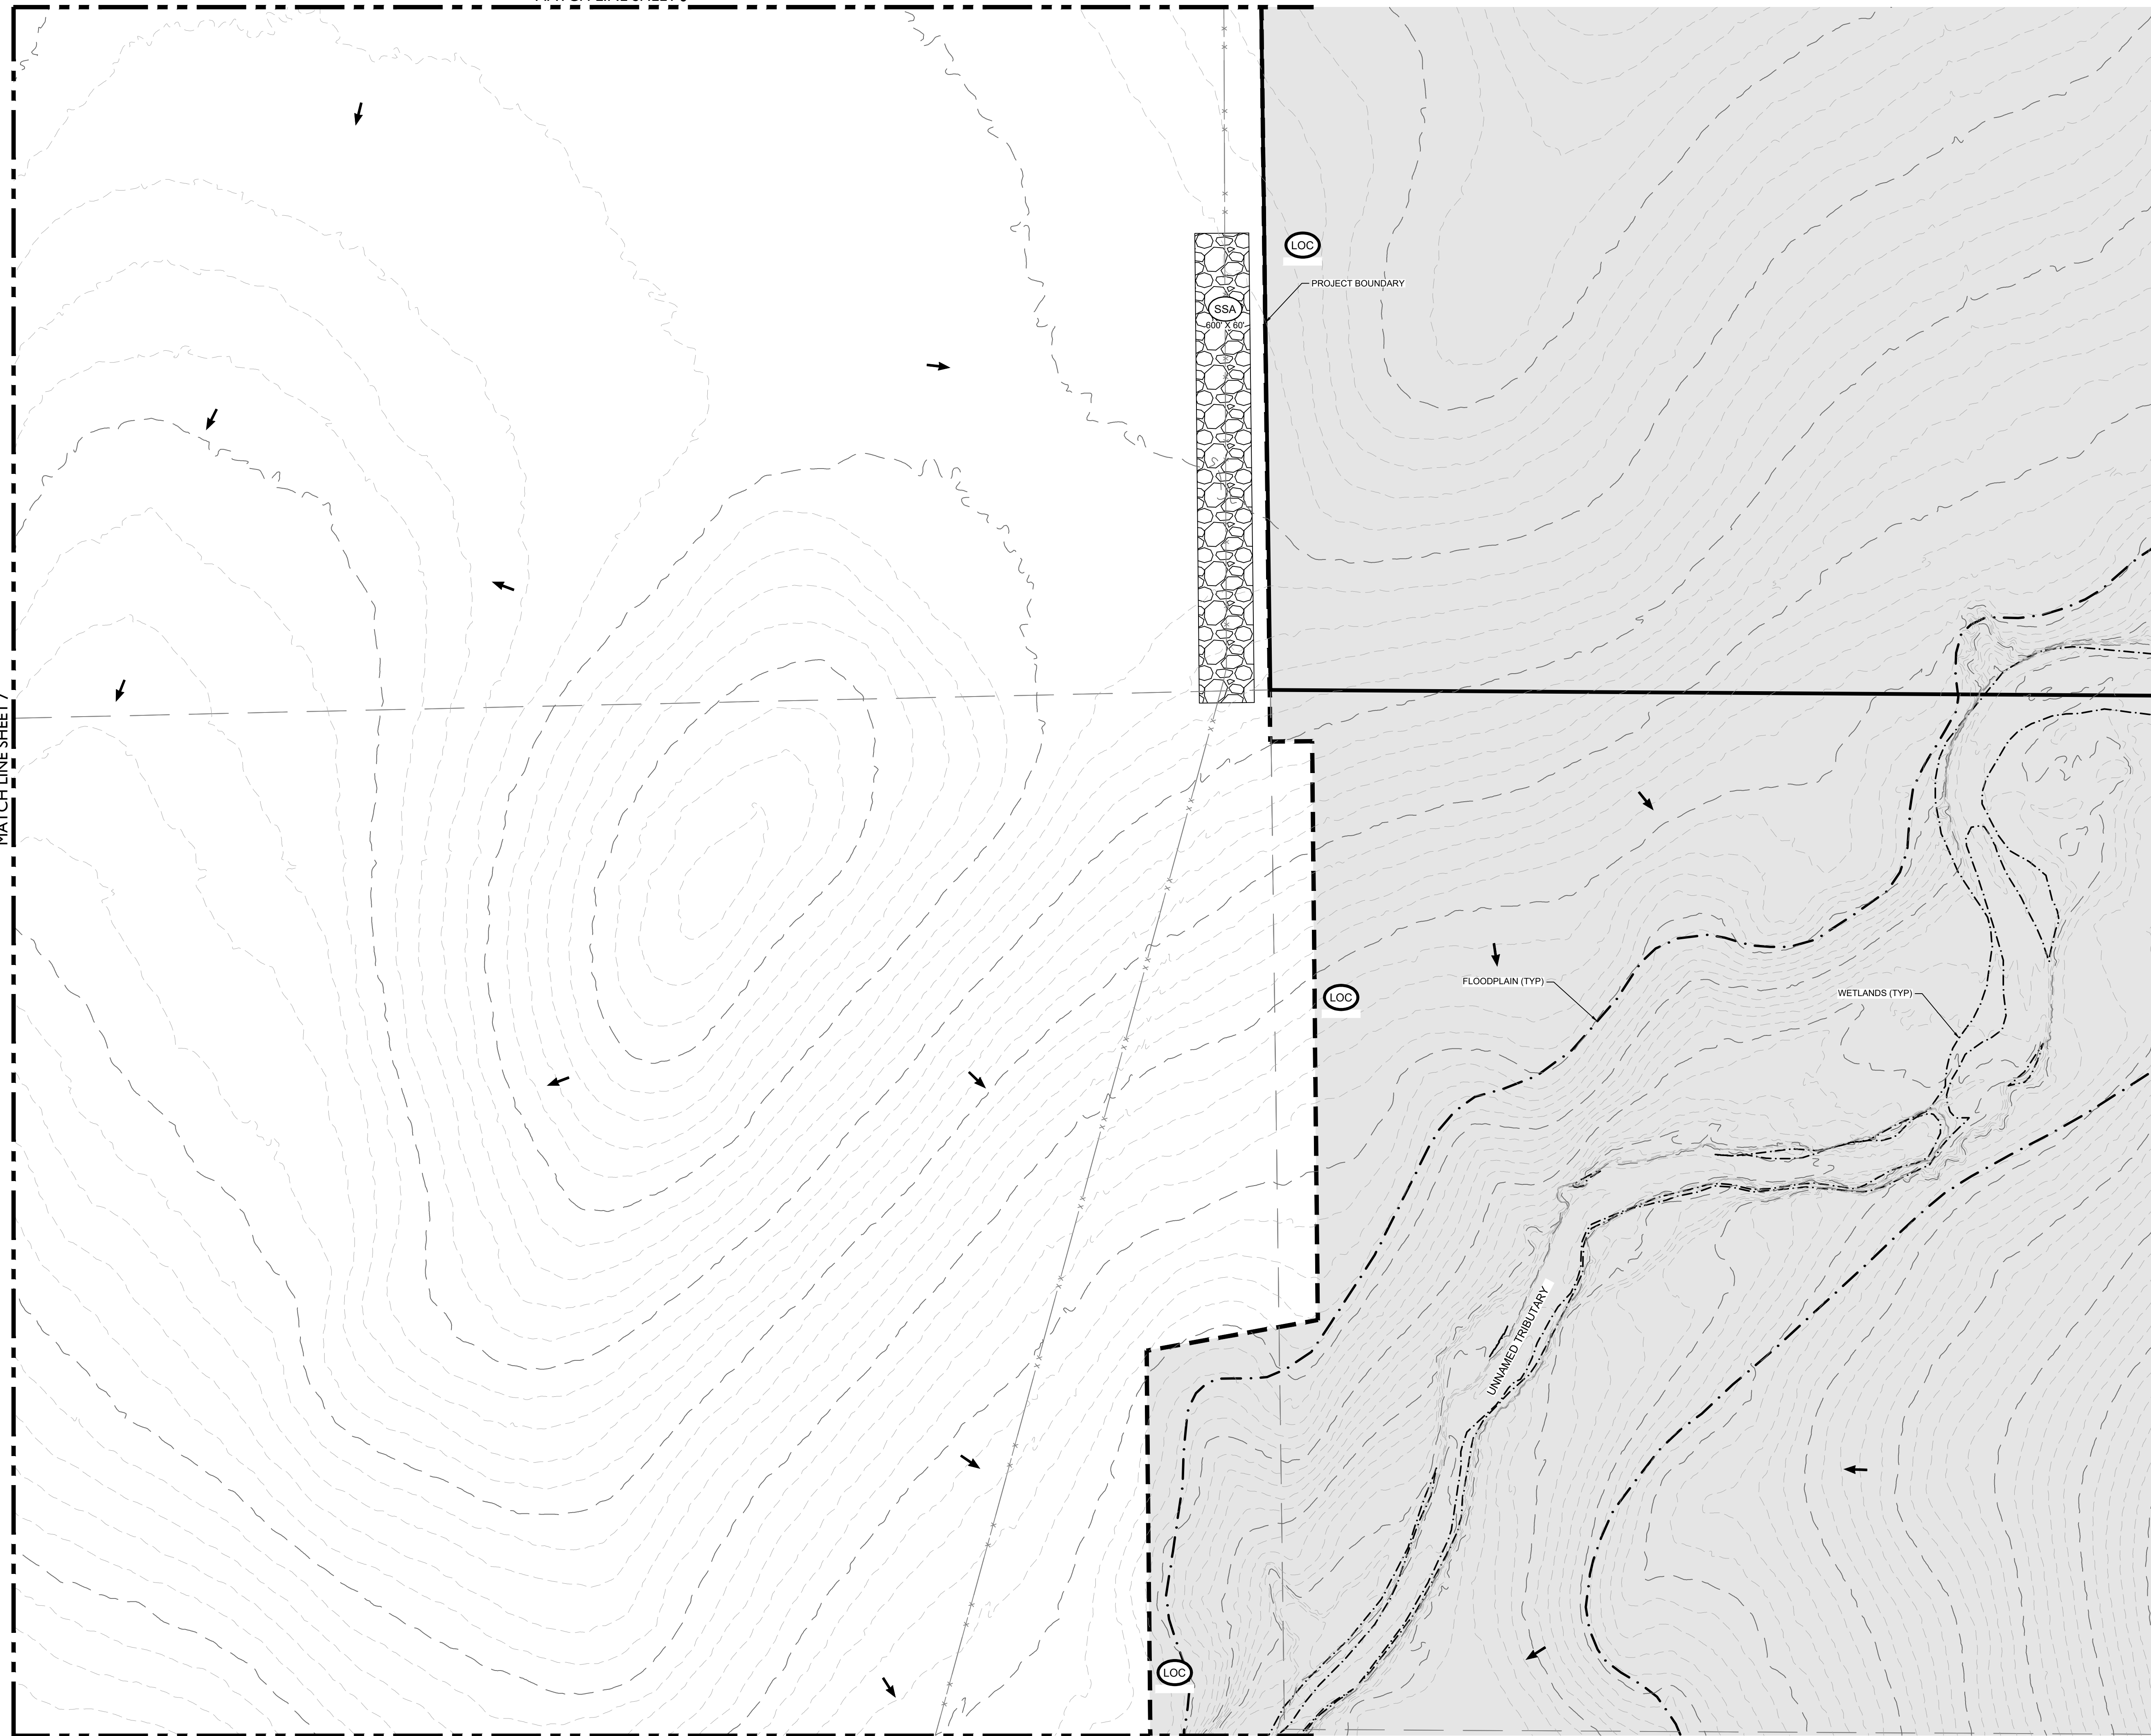 LOC
PROJECT BOUNDARY
SSA
600' X 60'
MATCH LINE SHEET 7
FLOODPLAIN (TYP)
WETLANDS (TYP)
LOC
UNNAMED TRIBUTARY
LOC